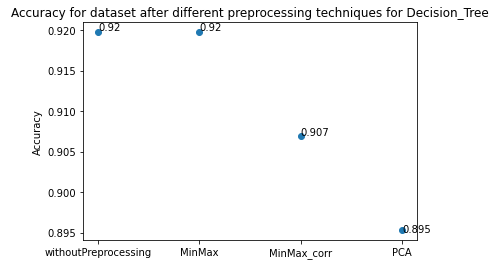 Accuracy for dataset after different preprocessing techniques for Decision_Tree
0.920
0.915
0.910
0.905
0.900
0.895
Accuracy
0.92
0.92
0.907
0.895
withoutPreprocessing
MinMax
MinMax_corr
PCA